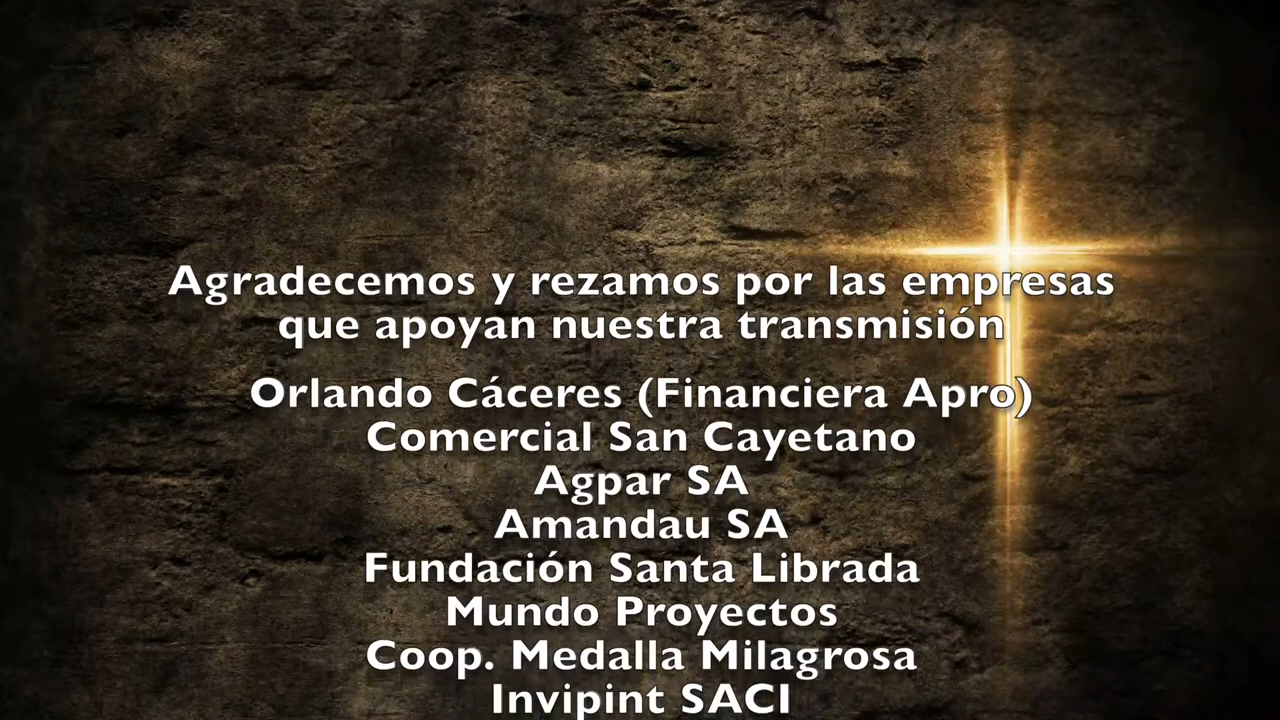 Agradecemos y rezamos por las empresas
que apoyan nuestra transmisión
Orlando Cáceres (Financiera Apro)
Comercial San Cayetano
Agpar SA
Amandau SA
Fundación Santa Librada
Mundo Proyectos
Coop. Medalla Milagrosa
Invipint SACI